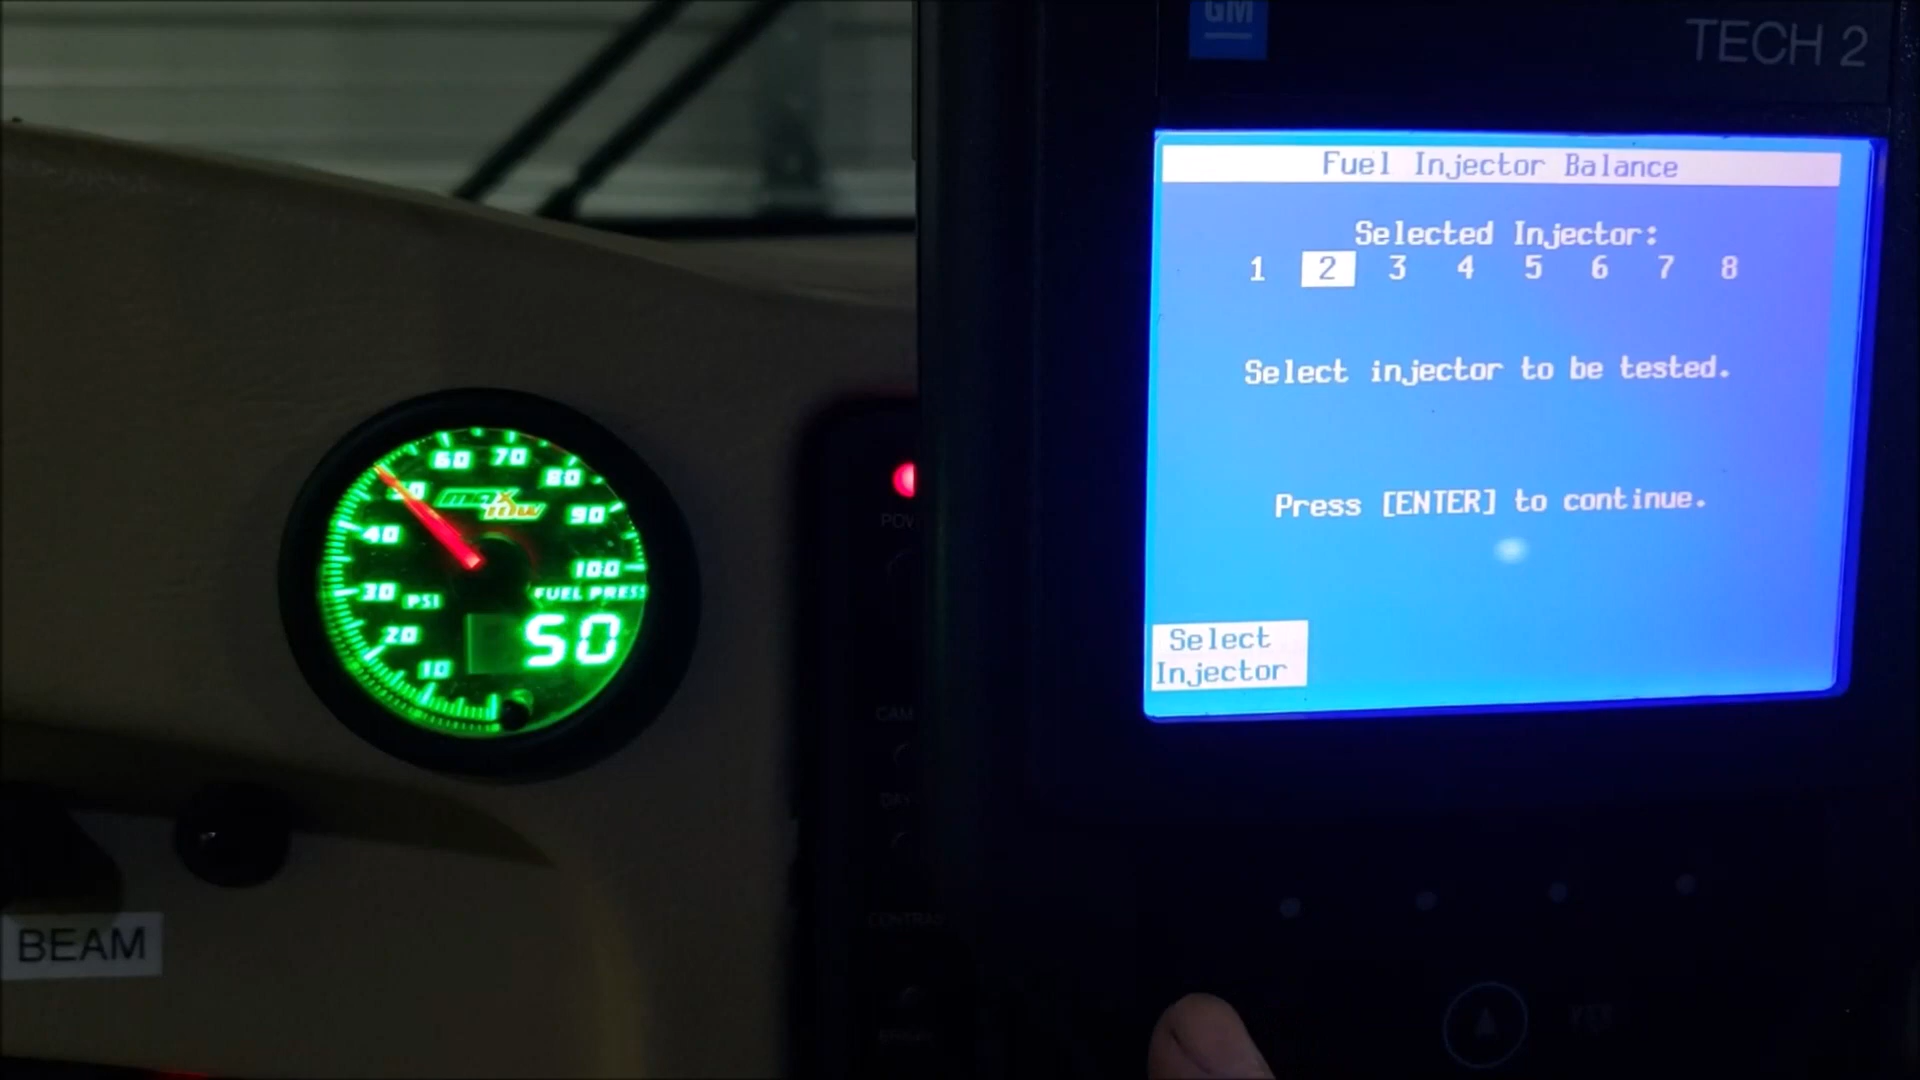 GM
TECH 2
Fuel Injector Balance
Selected Injector:
1 2 3 4 5 6 7 8
Select injector to be tested.
Press [ENTER] to continue.
Select
Injector
60 70
50 80
maxtow
90
40
100
30 PSI
FUEL PRESS
20
50
10
BEAM
YES